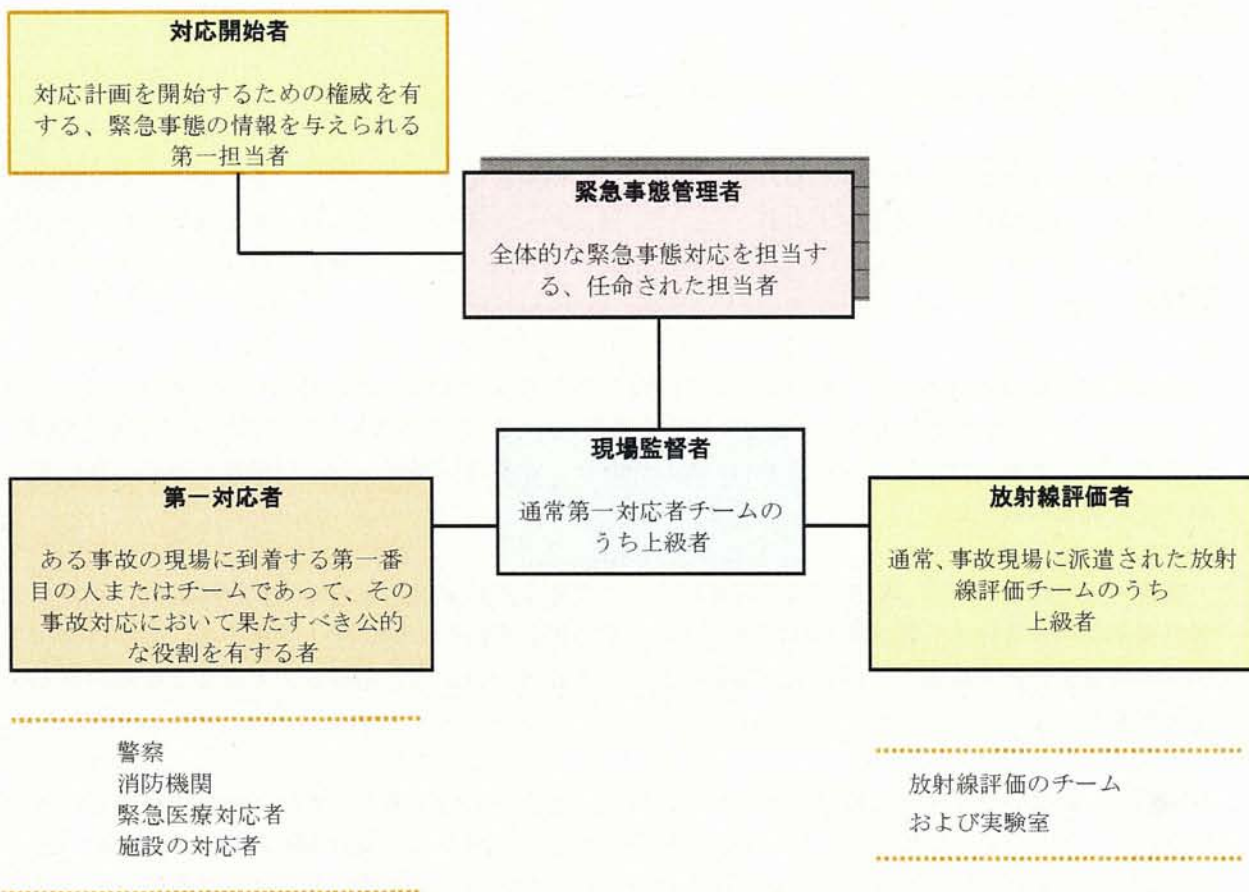 対応開始者
対応計画を開始するための権威を有
する、緊急事態の情報を与えられる
第一担当者
緊急事態管理者
全体的な緊急事態対応を担当す
る、任命された担当者
現場監督者
通常第一対応者チームの
うち上級者
第一対応者
ある事故の現場に到着する第一番
目の人またはチームであって、その
事故対応において果たすべき公的
な役割を有する者
放射線評価者
通常、事故現場に派遣された放射
線評価チームのうち
上級者
警察
消防機関
緊急医療対応者
施設の対応者
放射線評価のチーム
および実験室